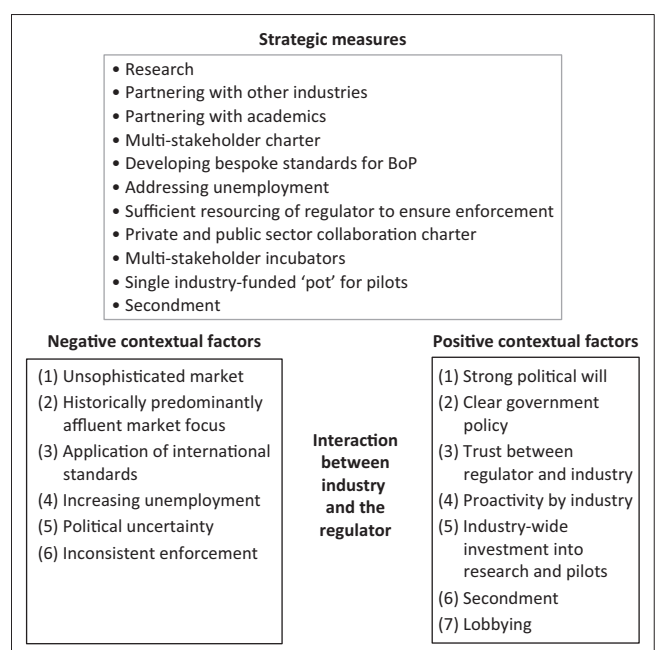 Strategic measures
• Research
• Partnering with other industries
• Partnering with academics
• Multi-stakeholder charter
• Developing bespoke standards for BoP
• Addressing unemployment
• Sufficient resourcing of regulator to ensure enforcement
• Private and public sector collaboration charter
• Multi-stakeholder incubators
• Single industry-funded ‘pot’ for pilots
• Secondment
Negative contextual factors
(1) Unsophisticated market
(2) Historically predominantly
affluent market focus
(3) Application of international
standards
(4) Increasing unemployment
(5) Political uncertainty
(6) Inconsistent enforcement
Interaction
between
industry
and the
regulator
Positive contextual factors
(1) Strong political will
(2) Clear government
policy
(3) Trust between
regulator and industry
(4) Proactivity by industry
(5) Industry-wide
investment into
research and pilots
(6) Secondment
(7) Lobbying